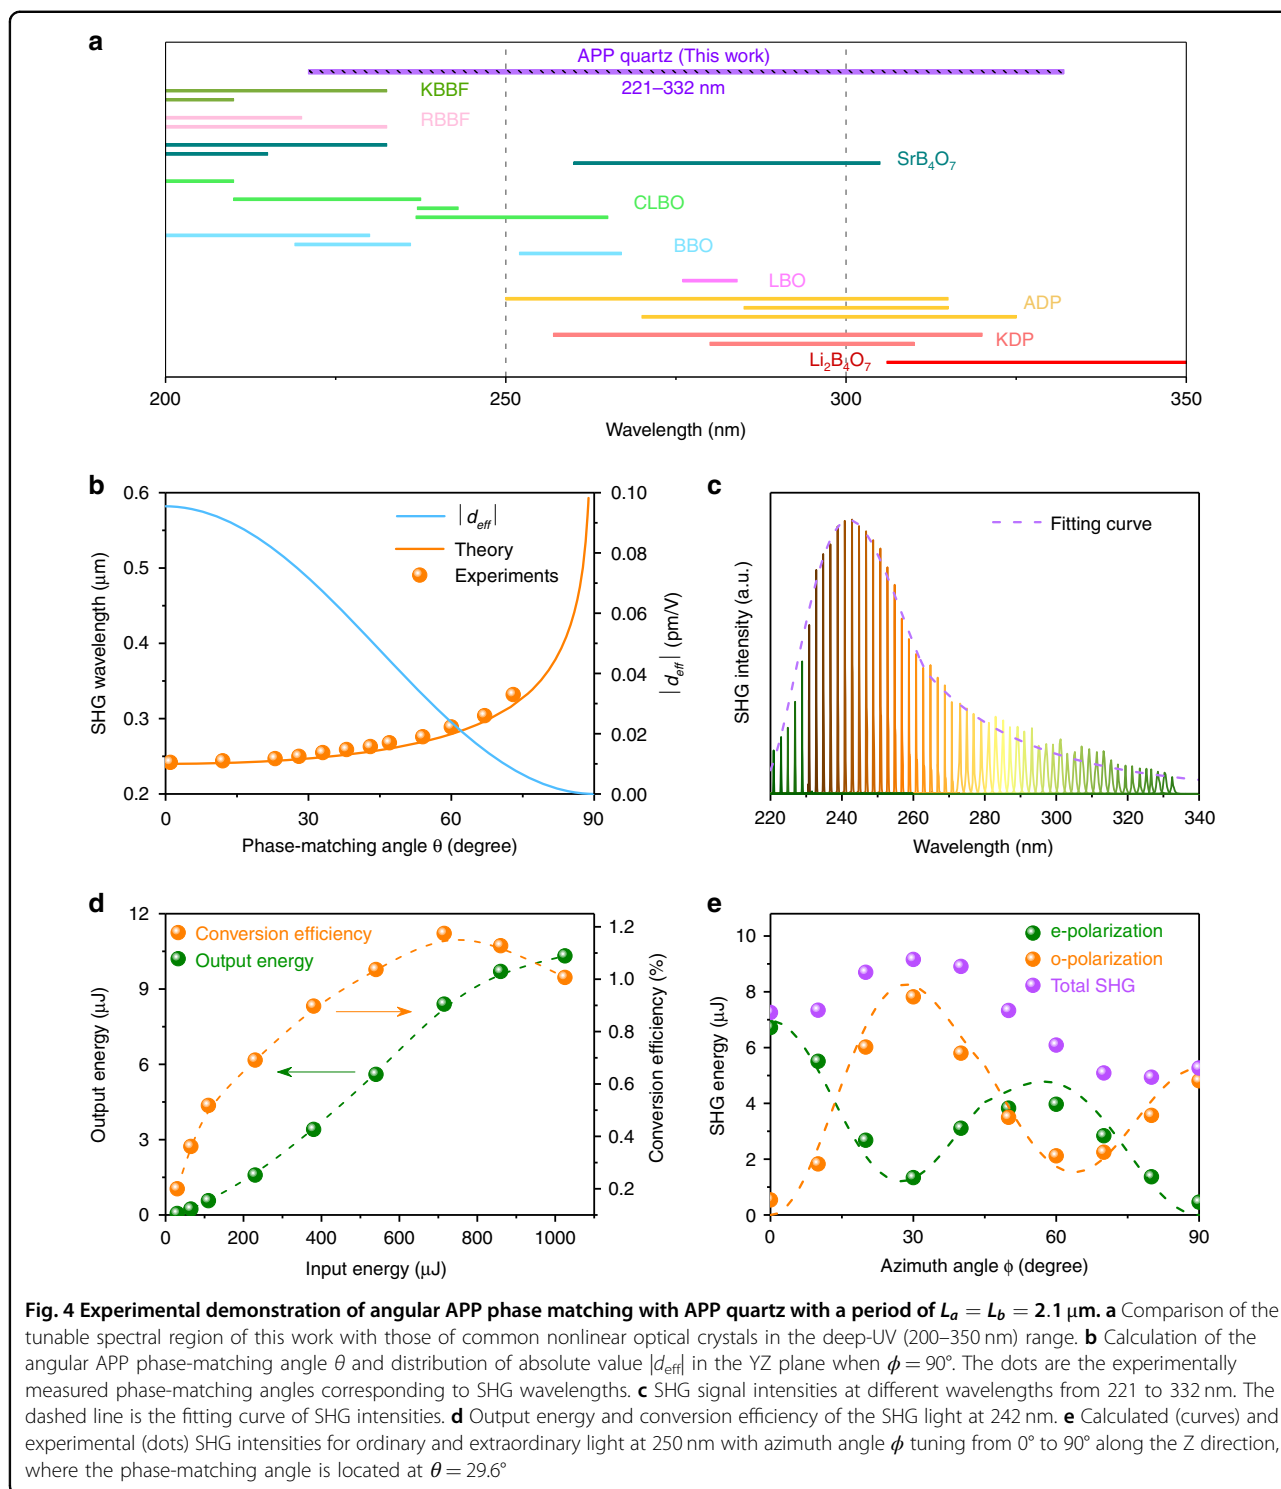 a
APP quartz (This work)
221–332 nm
KBBF
RBBF
SrB₄O₇
CLBO
BBO
LBO
ADP
KDP
Li₂B₄O₇
200 250 300 350
Wavelength (nm)
b
0.6 0.5 0.4 0.3 0.2
SHG wavelength (μm)
|d_eff|
Theory
Experiments
0.10 0.08 0.06 0.04 0.02 0.00
|d_eff| (pm/V)
0 30 60 90
Phase-matching angle θ (degree)
c
SHG intensity (a.u.)
Fitting curve
220 240 260 280 300 320 340
Wavelength (nm)
d
12 9 6 3 0
Output energy (μJ)
Conversion efficiency
Output energy
1.2 1.0 0.8 0.6 0.4 0.2
Conversion efficiency (%)
0 200 400 600 800 1000
Input energy (μJ)
e
10 8 6 4 2 0
SHG energy (μJ)
e-polarization
o-polarization
Total SHG
0 30 60 90
Azimuth angle ϕ (degree)
Fig. 4 Experimental demonstration of angular APP phase matching with APP quartz with a period of Lₐ = L_b = 2.1 μm. a Comparison of the
tunable spectral region of this work with those of common nonlinear optical crystals in the deep-UV (200–350 nm) range. b Calculation of the
angular APP phase-matching angle θ and distribution of absolute value |d_eff| in the YZ plane when ϕ = 90°. The dots are the experimentally
measured phase-matching angles corresponding to SHG wavelengths. c SHG signal intensities at different wavelengths from 221 to 332 nm. The
dashed line is the fitting curve of SHG intensities. d Output energy and conversion efficiency of the SHG light at 242 nm. e Calculated (curves) and
experimental (dots) SHG intensities for ordinary and extraordinary light at 250 nm with azimuth angle ϕ tuning from 0° to 90° along the Z direction,
where the phase-matching angle is located at θ = 29.6°